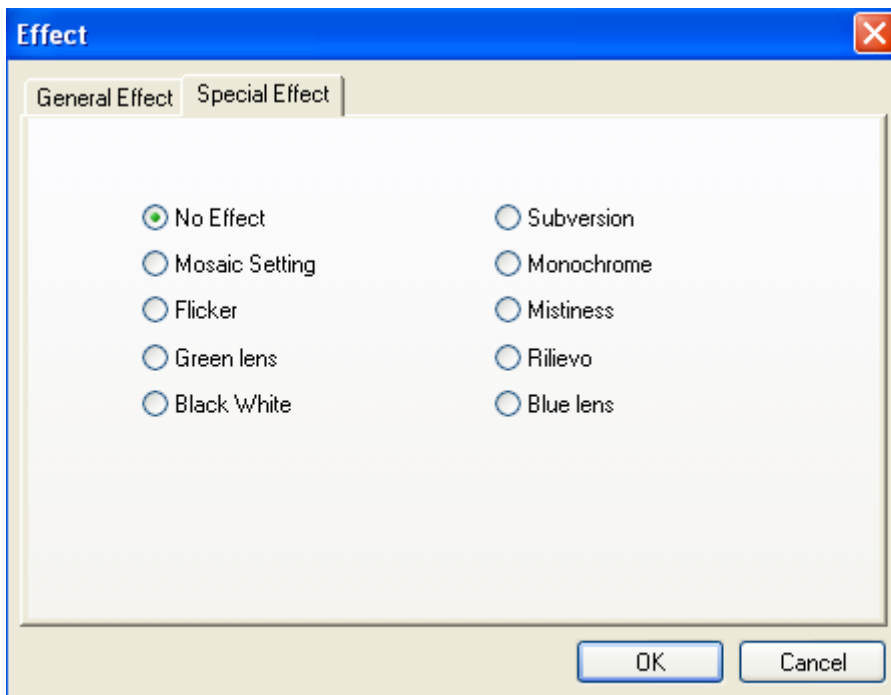 Effect
General Effect Special Effect
No Effect Subversion
Mosaic Setting Monochrome
Flicker Mistiness
Green lens Rilievo
Black White Blue lens
OK Cancel